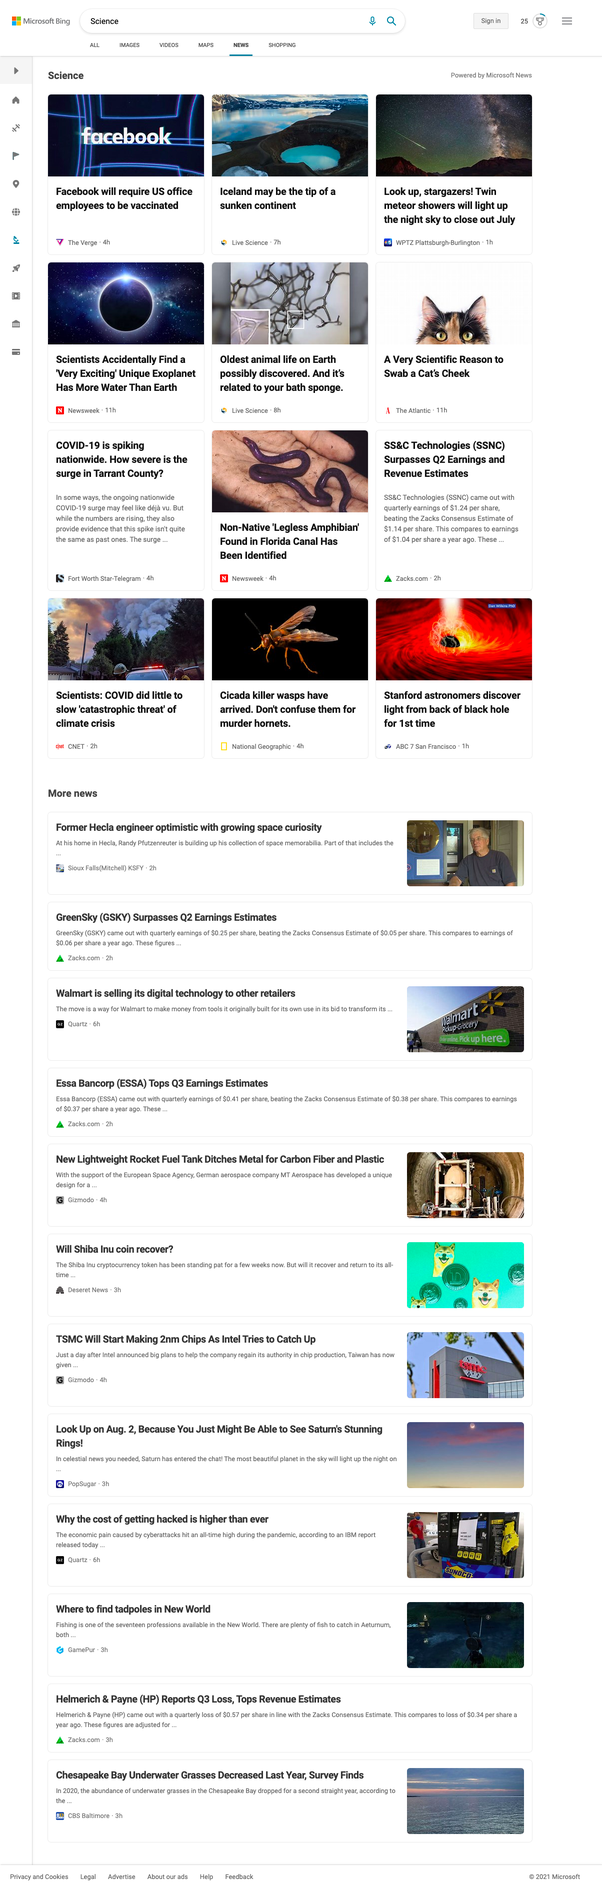 Microsoft Bing
Science
Sign in
25
ALL
IMAGES
VIDEOS
MAPS
NEWS
SHOPPING
Science
Powered by Microsoft News
facebook
Facebook will require US office
employees to be vaccinated
The Verge · 4h
Iceland may be the tip of a
sunken continent
Live Science · 7h
Look up, stargazers! Twin
meteor showers will light up
the night sky to close out July
WPTZ Plattsburgh-Burlington · 1h
Scientists Accidentally Find a
'Very Exciting' Unique Exoplanet
Has More Water Than Earth
Newsweek · 11h
Oldest animal life on Earth
possibly discovered. And it's
related to your bath sponge.
Live Science · 8h
A Very Scientific Reason to
Swab a Cat's Cheek
The Atlantic · 11h
COVID-19 is spiking
nationwide. How severe is the
surge in Tarrant County?
In some ways, the ongoing nationwide
COVID-19 surge may feel like déjà vu. But
while the numbers are rising, they also
provide evidence that this spike isn't quite
the same as past ones. The surge ...
Fort Worth Star-Telegram · 4h
Non-Native 'Legless Amphibian'
Found in Florida Canal Has
Been Identified
Newsweek · 4h
SS&C Technologies (SSNC)
Surpasses Q2 Earnings and
Revenue Estimates
SS&C Technologies (SSNC) came out with
quarterly earnings of $1.24 per share,
beating the Zacks Consensus Estimate of
$1.14 per share. This compares to earnings
of $1.04 per share a year ago. These ...
Zacks.com · 2h
Scientists: COVID did little to
slow 'catastrophic threat' of
climate crisis
CNET · 2h
Cicada killer wasps have
arrived. Don't confuse them for
murder hornets.
National Geographic · 4h
Stanford astronomers discover
light from back of black hole
for 1st time
ABC 7 San Francisco · 1h
More news
Former Hecla engineer optimistic with growing space curiosity
At his home in Hecla, Randy Pfutzenreuter is building up his collection of space memorabilia. Part of that includes the
...
Sioux Falls(Mitchell) KSFY · 2h
GreenSky (GSKY) Surpasses Q2 Earnings Estimates
GreenSky (GSKY) came out with quarterly earnings of $0.25 per share, beating the Zacks Consensus Estimate of $0.05 per share. This compares to earnings of
$0.06 per share a year ago. These figures ...
Zacks.com · 2h
Walmart is selling its digital technology to other retailers
The move is a way for Walmart to make money from tools it originally built for its own use in its bid to transform its ...
Quartz · 6h
Walmart
Pickup-Grocery
Pick up here.
Essa Bancorp (ESSA) Tops Q3 Earnings Estimates
Essa Bancorp (ESSA) came out with quarterly earnings of $0.41 per share, beating the Zacks Consensus Estimate of $0.38 per share. This compares to earnings
of $0.37 per share a year ago. These ...
Zacks.com · 2h
New Lightweight Rocket Fuel Tank Ditches Metal for Carbon Fiber and Plastic
With the support of the European Space Agency, German aerospace company MT Aerospace has developed a unique
design for a ...
Gizmodo · 4h
Will Shiba Inu coin recover?
The Shiba Inu cryptocurrency token has been standing pat for a few weeks now. But will it recover and return to its all-
time ...
Deseret News · 3h
TSMC Will Start Making 2nm Chips As Intel Tries to Catch Up
Just a day after Intel announced big plans to help the company regain its authority in chip production, Taiwan has now
given ...
Gizmodo · 4h
Look Up on Aug. 2, Because You Just Might Be Able to See Saturn's Stunning
Rings!
In celestial news you needed, Saturn has entered the chat! The most beautiful planet in the sky will light up the night on
...
PopSugar · 3h
Why the cost of getting hacked is higher than ever
The economic pain caused by cyberattacks hit an all-time high during the pandemic, according to an IBM report
released today ...
Quartz · 6h
SUNOCO
Where to find tadpoles in New World
Fishing is one of the seventeen professions available in the New World. There are plenty of fish to catch in Aeturnum,
both ...
GamePur · 3h
Helmerich & Payne (HP) Reports Q3 Loss, Tops Revenue Estimates
Helmerich & Payne (HP) came out with a quarterly loss of $0.57 per share in line with the Zacks Consensus Estimate. This compares to loss of $0.34 per share a
year ago. These figures are adjusted for ...
Zacks.com · 3h
Chesapeake Bay Underwater Grasses Decreased Last Year, Survey Finds
In 2020, the abundance of underwater grasses in the Chesapeake Bay dropped for a second straight year, according to
the ...
CBS Baltimore · 3h
Privacy and Cookies
Legal
Advertise
About our ads
Help
Feedback
© 2021 Microsoft